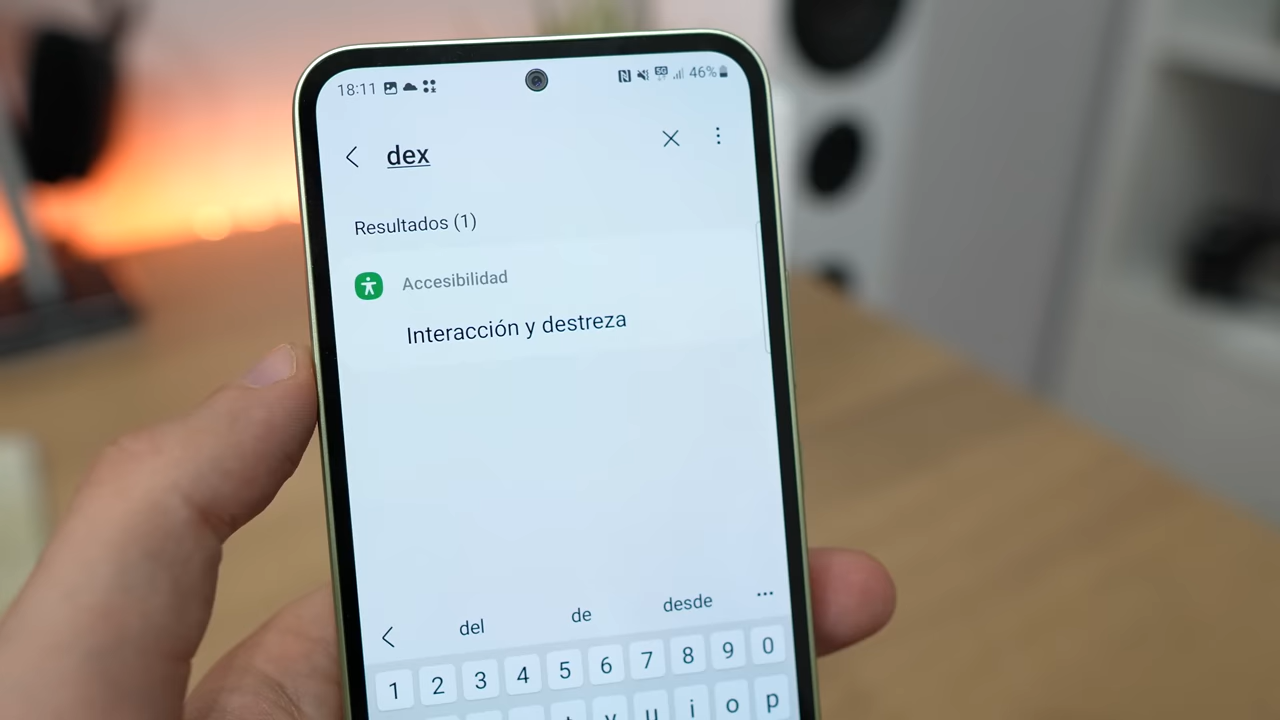 18:11 5G 46%
dex
Resultados (1)
Accesibilidad
Interacción y destreza
del de desde
1 2 3 4 5 6 7 8 9 0
t y u i o p